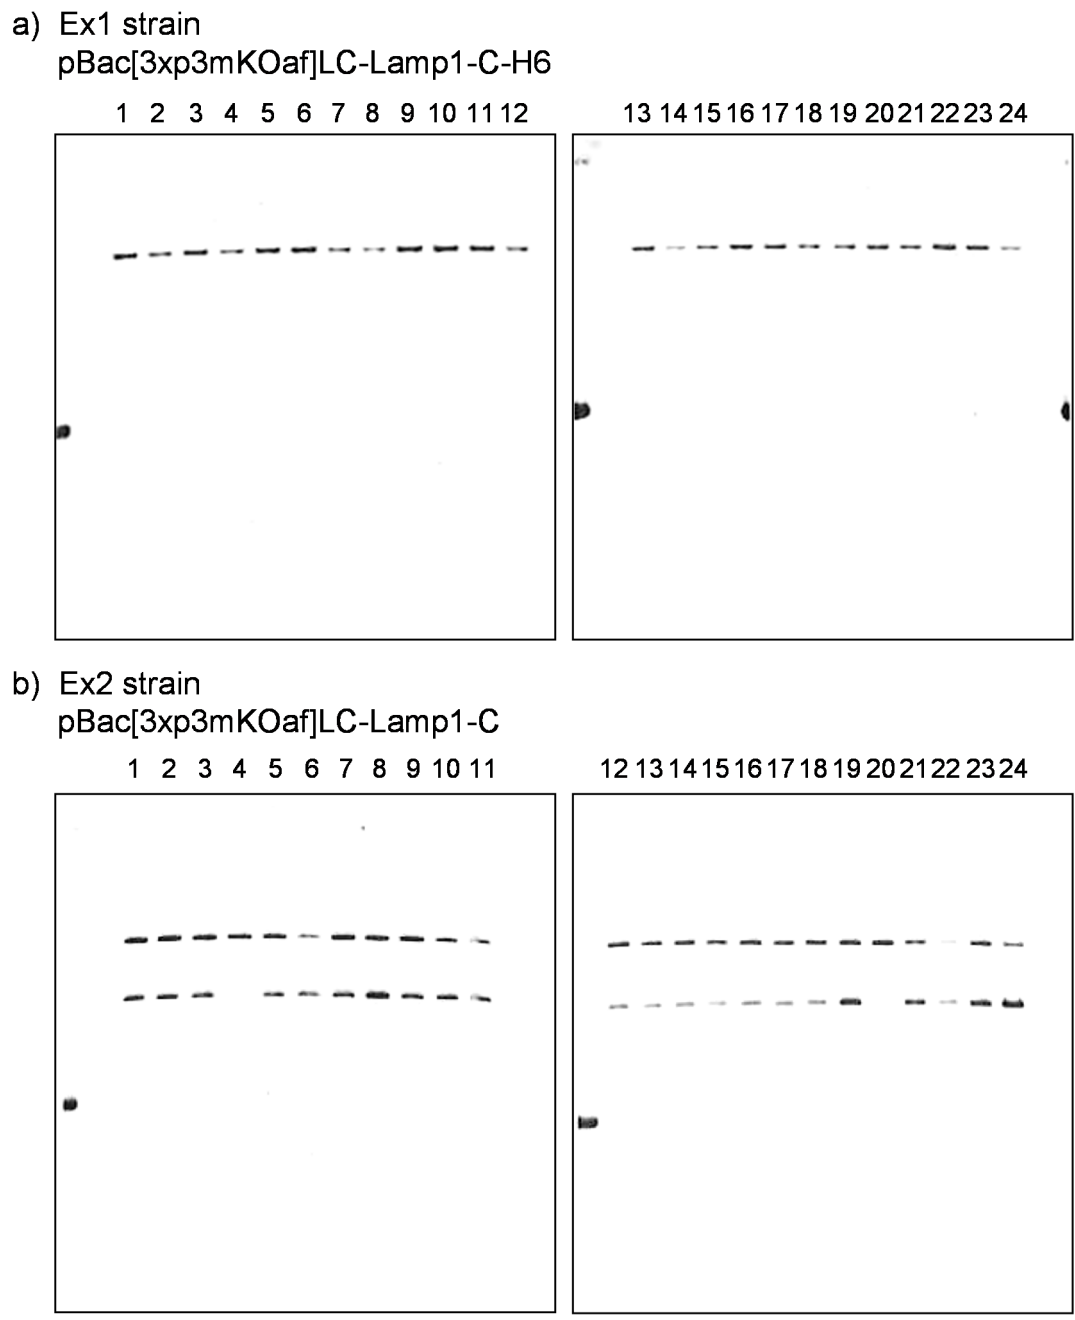 a) Ex1 strain
pBac[3xp3mKOaf]LC-Lamp1-C-H6
1 2 3 4 5 6 7 8 9 10 11 12 13 14 15 16 17 18 19 20 21 22 23 24
b) Ex2 strain
pBac[3xp3mKOaf]LC-Lamp1-C
1 2 3 4 5 6 7 8 9 10 11 12 13 14 15 16 17 18 19 20 21 22 23 24